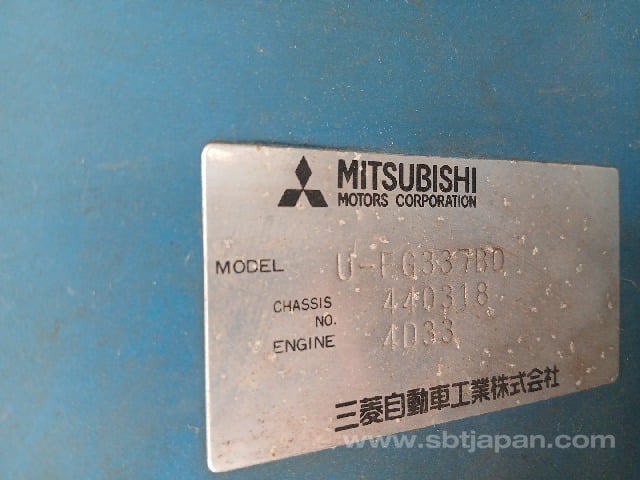 MITSUBISHI
MOTORS CORPORATION
MODEL U-FG337BD
CHASSIS NO. 440318
ENGINE 4D33
三菱自動車工業株式会社
www.sbtjapan.com